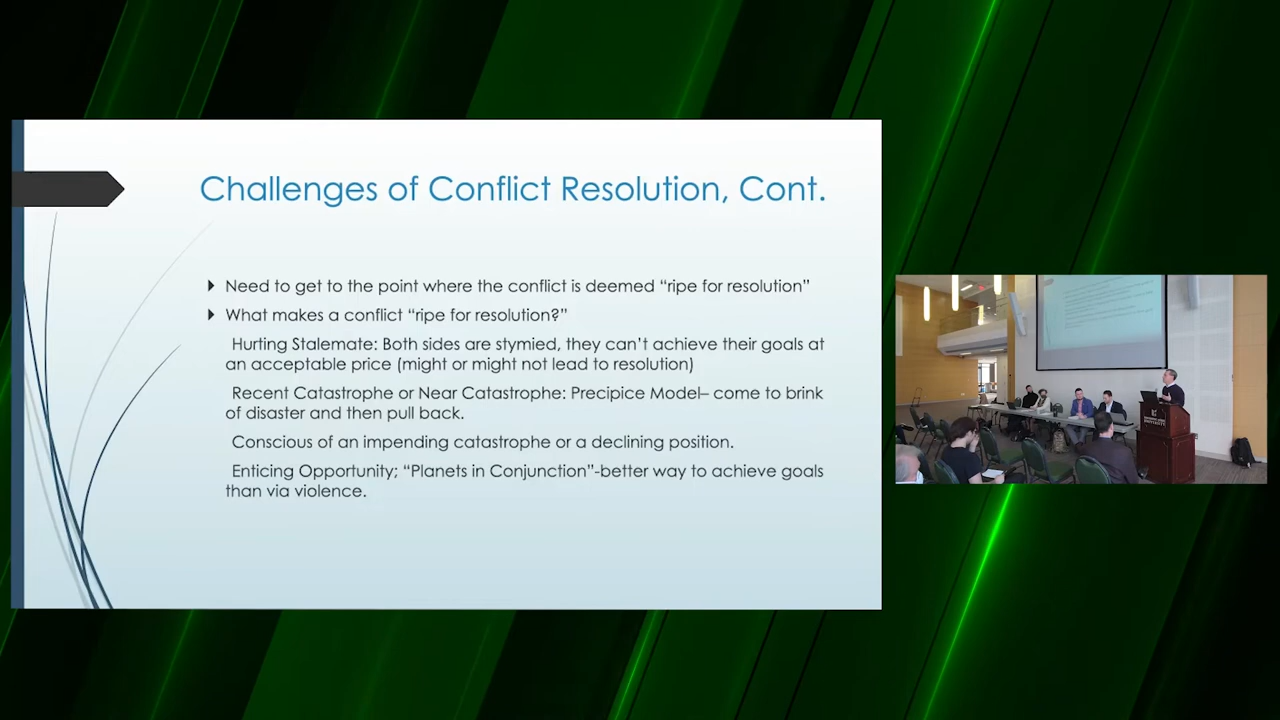 Challenges of Conflict Resolution, Cont.
Need to get to the point where the conflict is deemed “ripe for resolution”
What makes a conflict “ripe for resolution?”
Hurting Stalemate: Both sides are stymied, they can’t achieve their goals at
an acceptable price (might or might not lead to resolution)
Recent Catastrophe or Near Catastrophe: Precipice Model– come to brink
of disaster and then pull back.
Conscious of an impending catastrophe or a declining position.
Enticing Opportunity; “Planets in Conjunction”-better way to achieve goals
than via violence.
UNIVERSITY